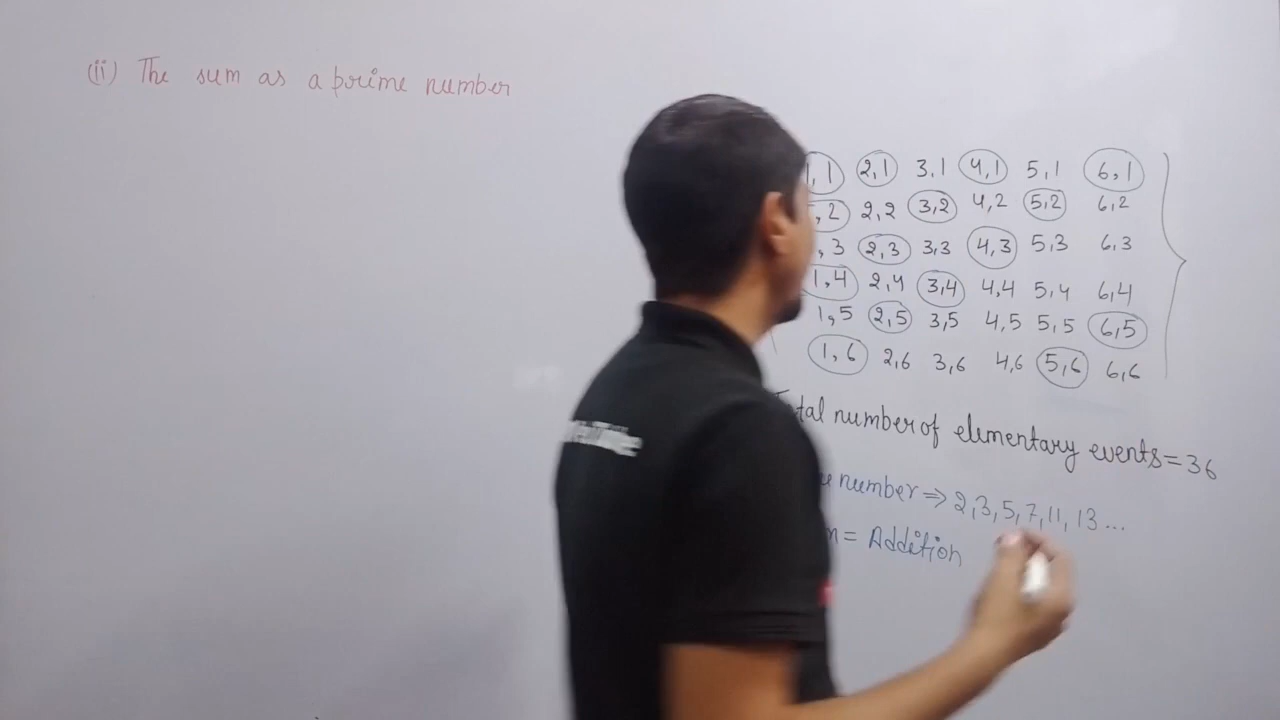 (ii) The sum as a prime number
1,1 2,1 3,1 4,1 5,1 6,1
,2 2,2 3,2 4,2 5,2 6,2
,3 2,3 3,3 4,3 5,3 6,3
1,4 2,4 3,4 4,4 5,4 6,4
1,5 2,5 3,5 4,5 5,5 6,5
1,6 2,6 3,6 4,6 5,6 6,6
Total number of elementary events=36
number ⇒ 2,3,5,7,11,13...
= Addition